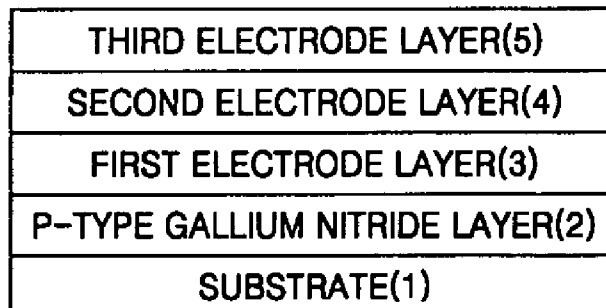 THIRD ELECTRODE LAYER(5)
SECOND ELECTRODE LAYER(4)
FIRST ELECTRODE LAYER(3)
P-TYPE GALLIUM NITRIDE LAYER(2)
SUBSTRATE(1)